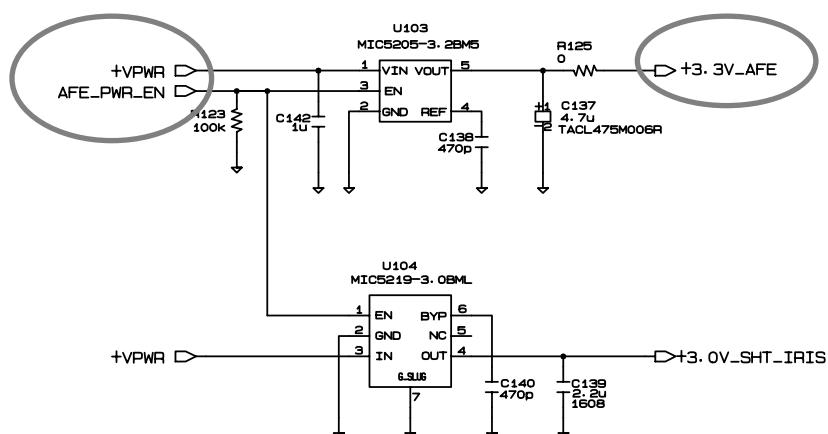 U103
MIC5205-3.2BM5
+VPWR
AFE_PWR_EN
1
VIN
VOUT
5
3
EN
2
GND
REF
4
R125
0
+3.3V_AFE
R123
100k
C142
1u
C138
470p
+1
-2
C137
4.7u
TACL475M006R
U104
MIC5219-3.0BML
1
EN
BYP
6
2
GND
NC
5
+VPWR
3
IN
OUT
4
+3.0V_SHT_IRIS
G_SLUG
7
C140
470p
C139
2.2u
1608